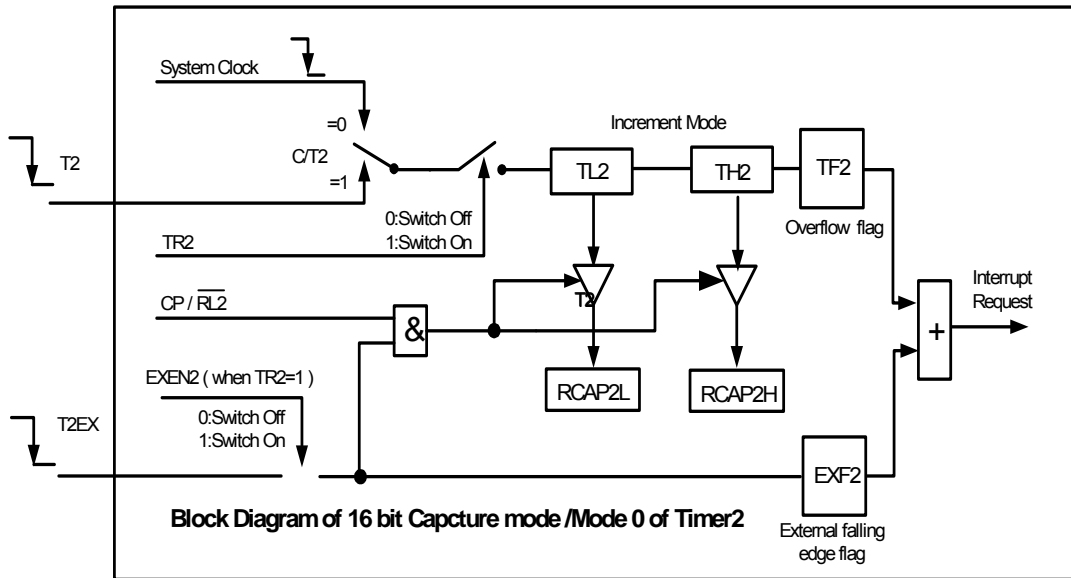 System Clock
=0
T2
C/T2
=1
Increment Mode
TL2
TH2
TF2
Overflow flag
0:Switch Off
1:Switch On
TR2
T2
CP / RL2
&
Interrupt
Request
+
EXEN2 ( when TR2=1 )
RCAP2L
RCAP2H
0:Switch Off
1:Switch On
T2EX
EXF2
Block Diagram of 16 bit Capcture mode /Mode 0 of Timer2
External falling
edge flag